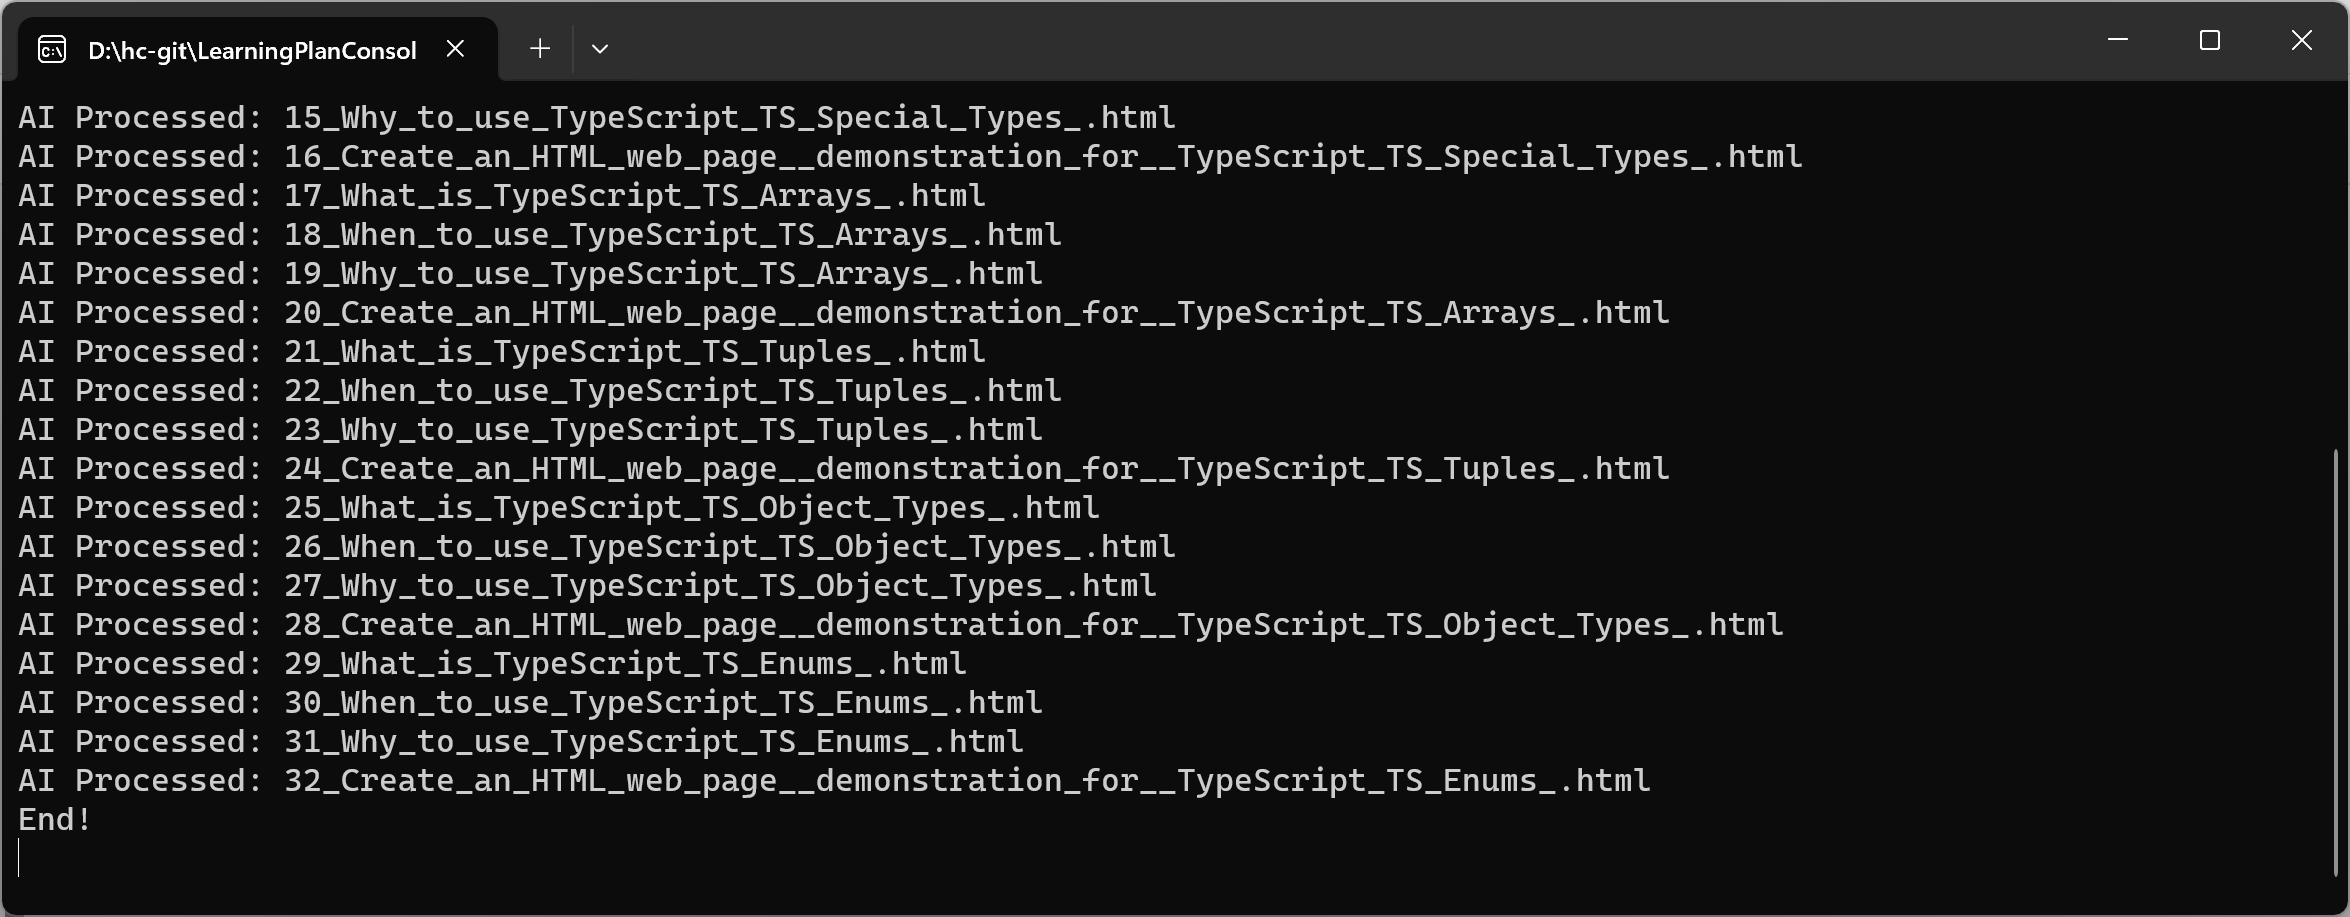 D:\hc-git\LearningPlanConsol
AI Processed: 15_Why_to_use_TypeScript_TS_Special_Types_.html
AI Processed: 16_Create_an_HTML_web_page__demonstration_for__TypeScript_TS_Special_Types_.html
AI Processed: 17_What_is_TypeScript_TS_Arrays_.html
AI Processed: 18_When_to_use_TypeScript_TS_Arrays_.html
AI Processed: 19_Why_to_use_TypeScript_TS_Arrays_.html
AI Processed: 20_Create_an_HTML_web_page__demonstration_for__TypeScript_TS_Arrays_.html
AI Processed: 21_What_is_TypeScript_TS_Tuples_.html
AI Processed: 22_When_to_use_TypeScript_TS_Tuples_.html
AI Processed: 23_Why_to_use_TypeScript_TS_Tuples_.html
AI Processed: 24_Create_an_HTML_web_page__demonstration_for__TypeScript_TS_Tuples_.html
AI Processed: 25_What_is_TypeScript_TS_Object_Types_.html
AI Processed: 26_When_to_use_TypeScript_TS_Object_Types_.html
AI Processed: 27_Why_to_use_TypeScript_TS_Object_Types_.html
AI Processed: 28_Create_an_HTML_web_page__demonstration_for__TypeScript_TS_Object_Types_.html
AI Processed: 29_What_is_TypeScript_TS_Enums_.html
AI Processed: 30_When_to_use_TypeScript_TS_Enums_.html
AI Processed: 31_Why_to_use_TypeScript_TS_Enums_.html
AI Processed: 32_Create_an_HTML_web_page__demonstration_for__TypeScript_TS_Enums_.html
End!